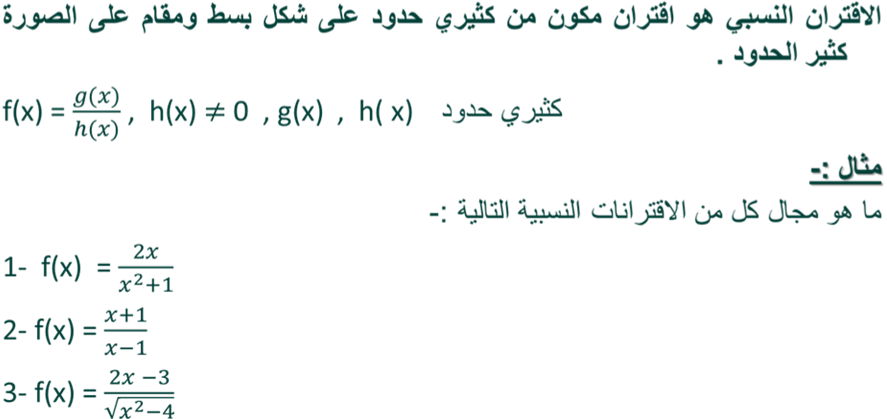 الاقتران النسبي هو اقتران مكون من كثيري حدود على شكل بسط ومقام على الصورة
كثير الحدود .
f(x) = \frac{g(x)}{h(x)} , h(x) ≠ 0 , g(x) , h( x) كثيري حدود
مثال :-
ما هو مجال كل من الاقترانات النسبية التالية :-
1- f(x) = \frac{2x}{x^2+1}
2- f(x) = \frac{x+1}{x-1}
3- f(x) = \frac{2x-3}{\sqrt{x^2-4}}